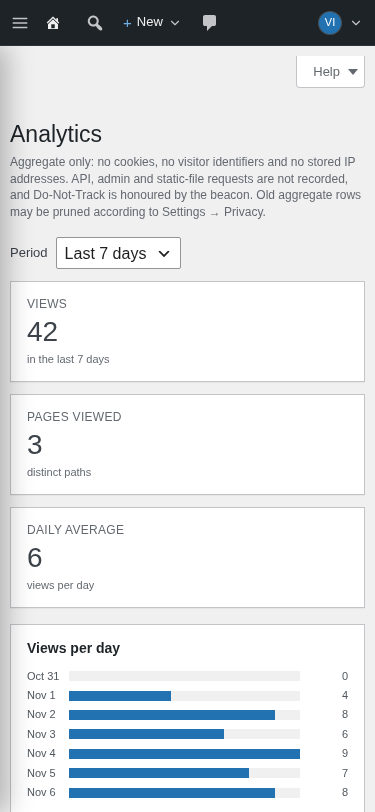 + New
VI
Help
Analytics
Aggregate only: no cookies, no visitor identifiers and no stored IP
addresses. API, admin and static-file requests are not recorded,
and Do-Not-Track is honoured by the beacon. Old aggregate rows
may be pruned according to Settings → Privacy.
Period Last 7 days
VIEWS
42
in the last 7 days
PAGES VIEWED
3
distinct paths
DAILY AVERAGE
6
views per day
Views per day
Oct 31 0
Nov 1 4
Nov 2 8
Nov 3 6
Nov 4 9
Nov 5 7
Nov 6 8